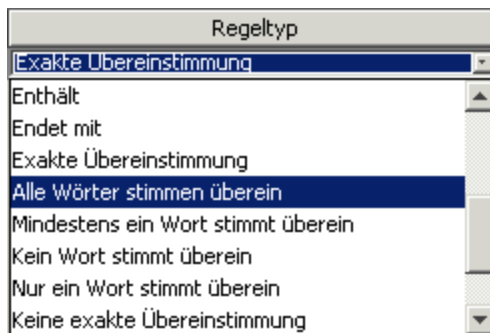 Regeltyp
Exakte Übereinstimmung
Enthält
Endet mit
Exakte Übereinstimmung
Alle Wörter stimmen überein
Mindestens ein Wort stimmt überein
Kein Wort stimmt überein
Nur ein Wort stimmt überein
Keine exakte Übereinstimmung